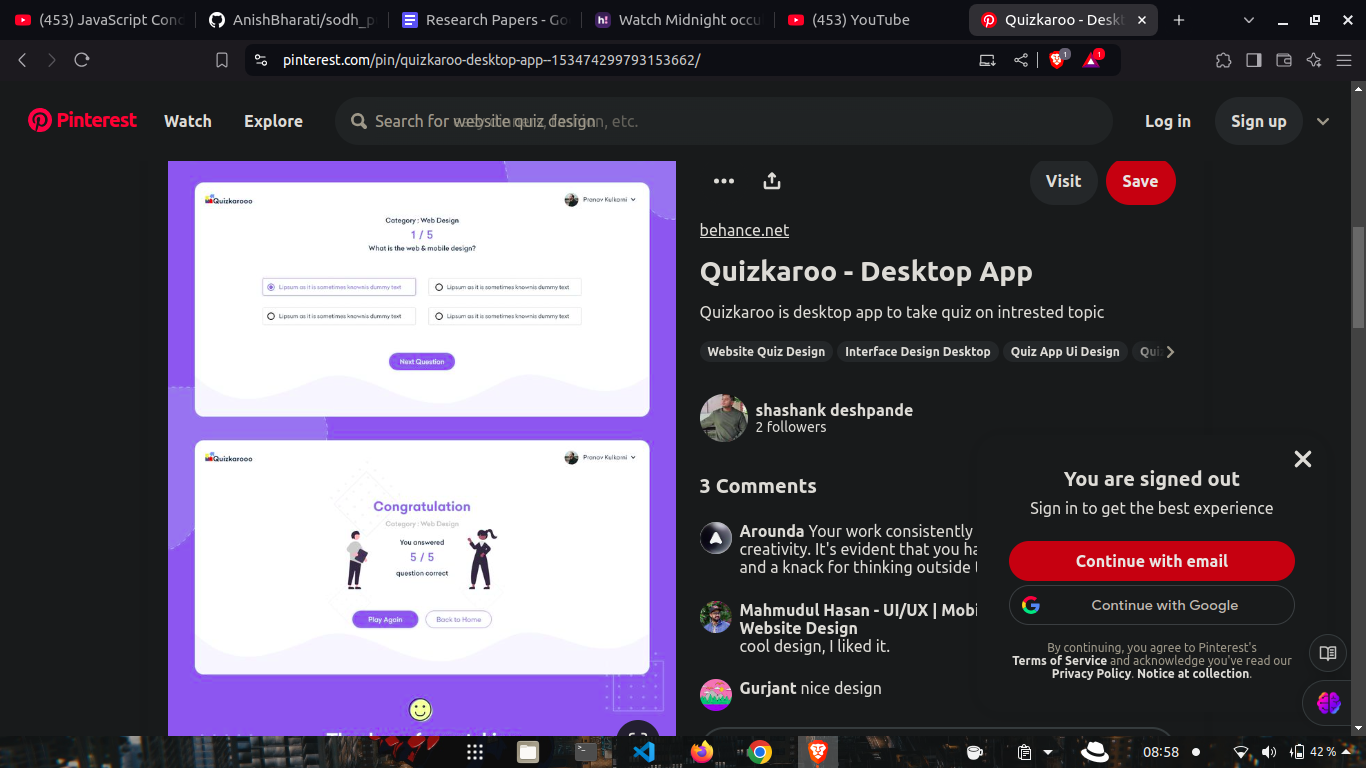 (453) JavaScript Conc
AnishBharati/sodh_p
Research Papers - Goo
Watch Midnight occu
(453) YouTube
Quizkaroo - Deskt
pinterest.com/pin/quizkaroo-desktop-app--153474299793153662/
1
1
Pinterest
Watch
Explore
Search for website quiz design
Log in
Sign up
Quizkarooo
Pranav Kulkarni
Category : Web Design
1 / 5
What is the web & mobile design?
Lipsum as it is sometimes knownis dummy text
Lipsum as it is sometimes knownis dummy text
Lipsum as it is sometimes knownis dummy text
Lipsum as it is sometimes knownis dummy text
Next Question
Quizkarooo
Pranav Kulkarni
Congratulation
Category : Web Design
You answered
5 / 5
question correct
Play Again
Back to Home
Visit
Save
behance.net
Quizkaroo - Desktop App
Quizkaroo is desktop app to take quiz on intrested topic
Website Quiz Design
Interface Design Desktop
Quiz App Ui Design
Qui
shashank deshpande
2 followers
3 Comments
Arounda Your work consistently
creativity. It's evident that you ha
and a knack for thinking outside
Mahmudul Hasan - UI/UX | Mobi
Website Design
cool design, I liked it.
Gurjant nice design
You are signed out
Sign in to get the best experience
Continue with email
Continue with Google
By continuing, you agree to Pinterest's
Terms of Service and acknowledge you've read our
Privacy Policy. Notice at collection.
08:58
42 %